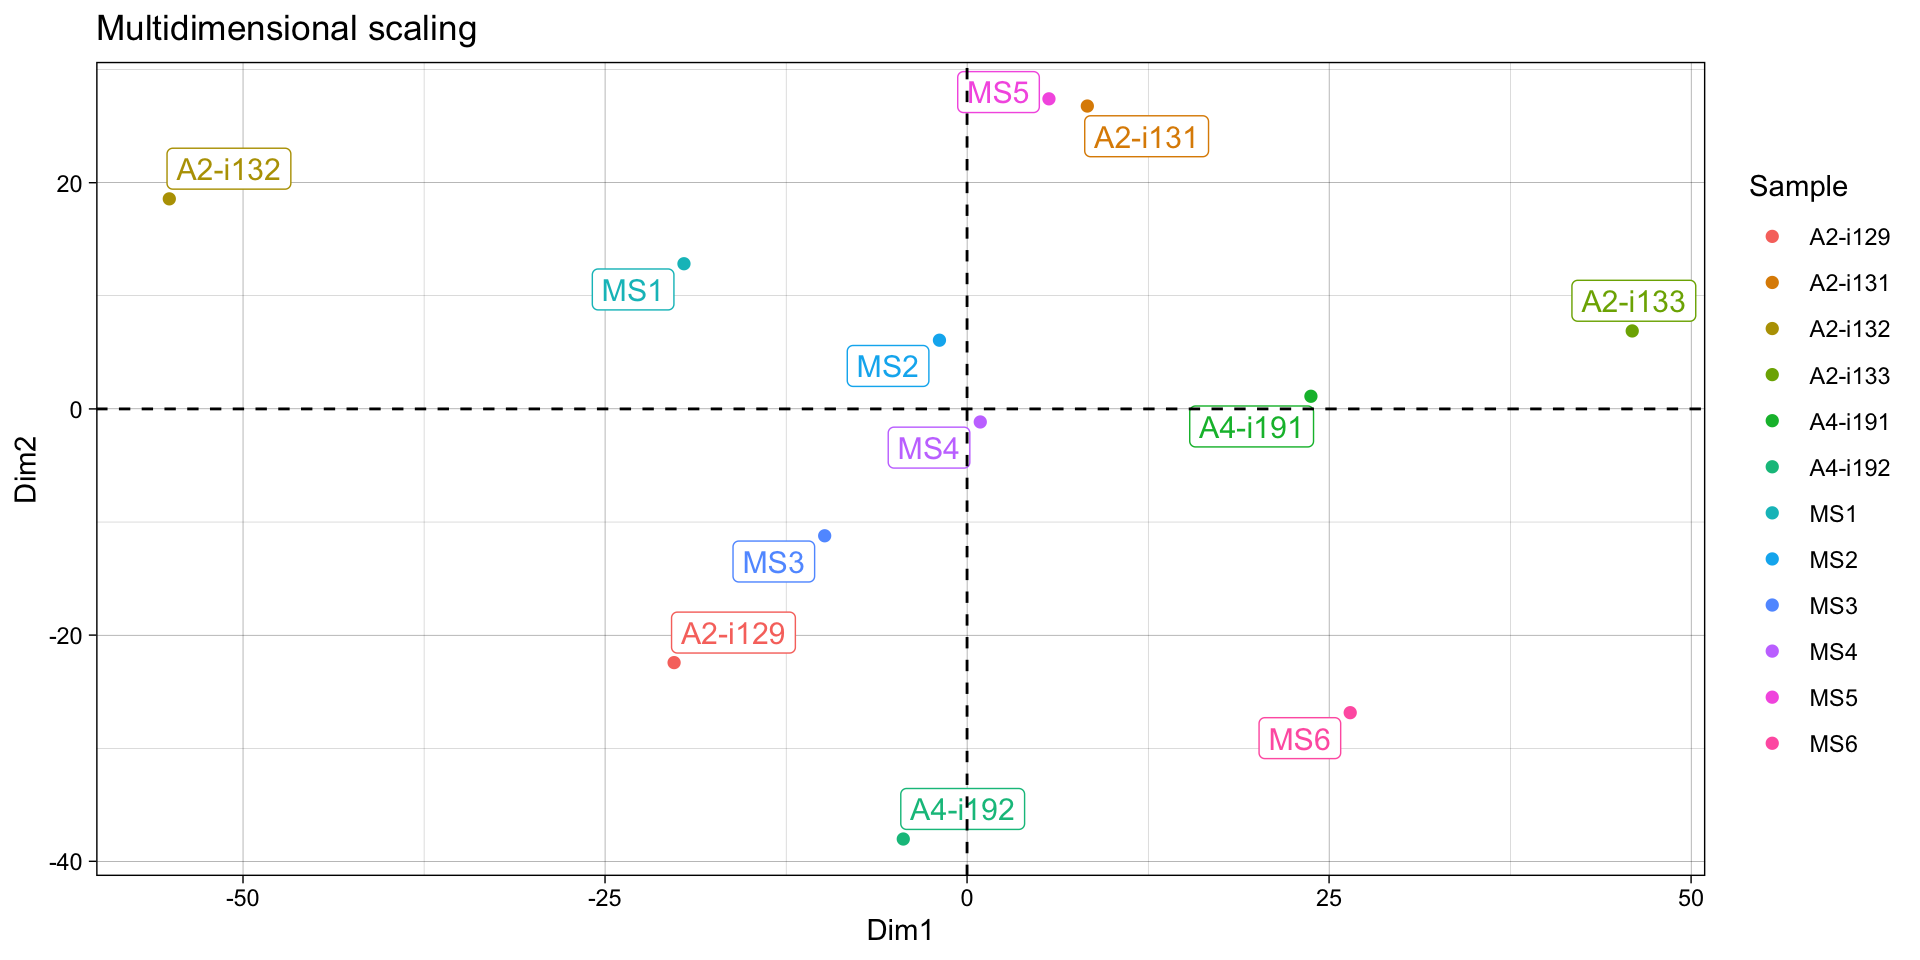 Multidimensional scaling
MS5
A2-i131
A2-i132
A2-i133
MS1
MS2
A4-i191
MS4
MS3
A2-i129
MS6
A4-i192
20
0
-20
-40
Dim2
-50
-25
0
25
50
Dim1
Sample
A2-i129
A2-i131
A2-i132
A2-i133
A4-i191
A4-i192
MS1
MS2
MS3
MS4
MS5
MS6